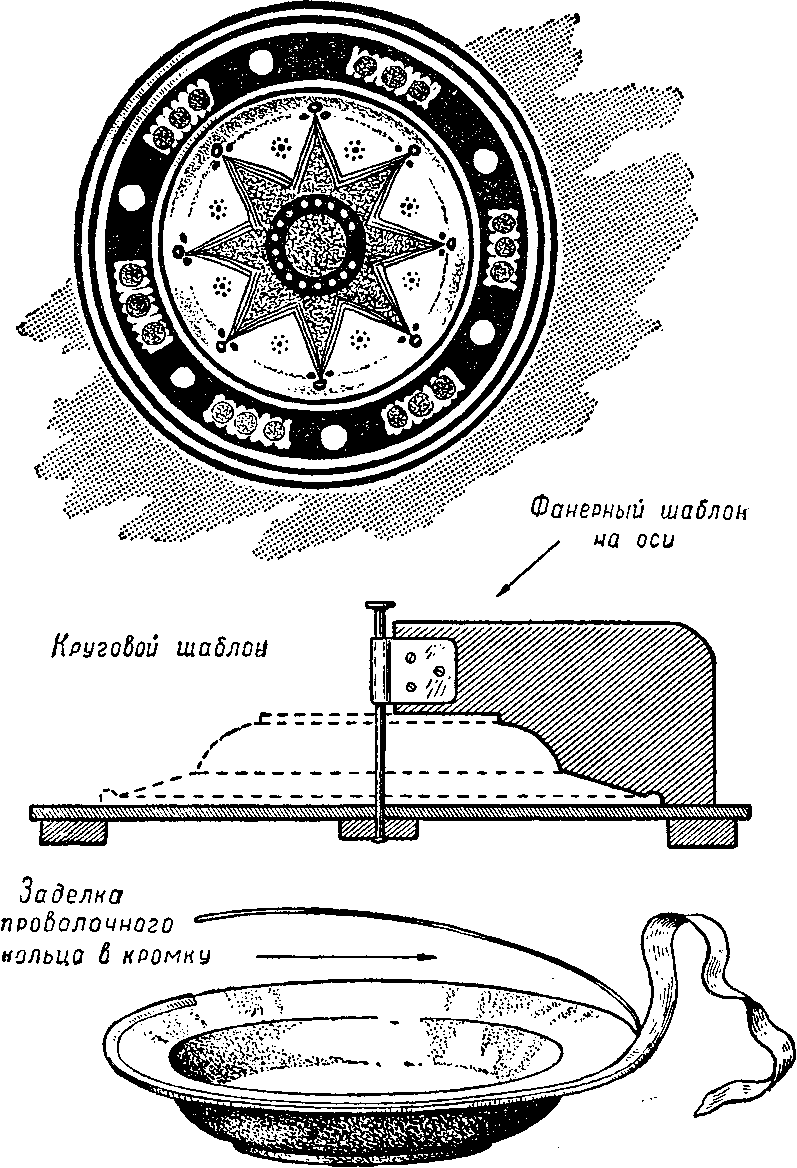 Фанерный шаблон
на оси
Круговой шаблон
Заделка
проволочного
кольца в кромку